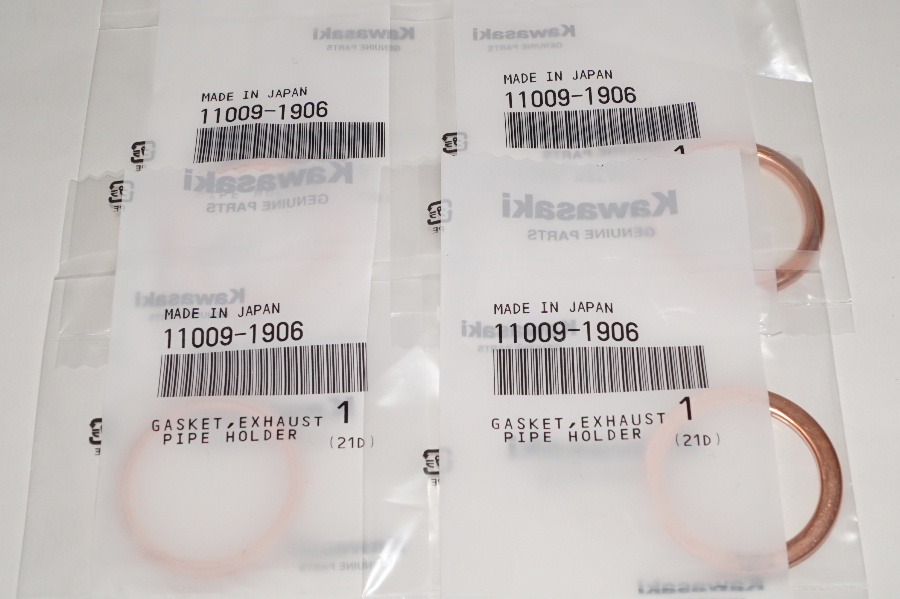 Kawasaki
GENUINE PARTS
Kawasaki
GENUINE PARTS
MADE IN JAPAN
11009-1906
MADE IN JAPAN
11009-1906
1
Kawasaki
GENUINE PARTS
Kawasaki
GENUINE PARTS
Kawasaki
MADE IN JAPAN
11009-1906
GASKET,EXHAUST 1
PIPE HOLDER
(21D)
MADE IN JAPAN
11009-1906
GASKET,EXHAUST 1
PIPE HOLDER
(21D)
Kawasaki